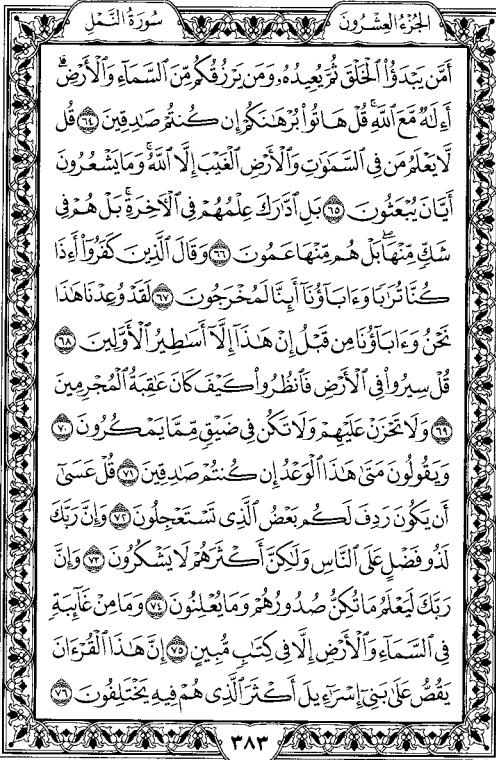 الجزء العشرون
سورة النمل
أَمَّن يَبْدَؤُا۟ ٱلْخَلْقَ ثُمَّ يُعِيدُهُۥ وَمَن يَرْزُقُكُم مِّنَ ٱلسَّمَآءِ وَٱلْأَرْضِ ۗ
أَءِلَٰهٌ مَّعَ ٱللَّهِ ۚ قُلْ هَاتُوا۟ بُرْهَٰنَكُمْ إِن كُنتُمْ صَٰدِقِينَ ٦٤ قُل
لَّا يَعْلَمُ مَن فِى ٱلسَّمَٰوَٰتِ وَٱلْأَرْضِ ٱلْغَيْبَ إِلَّا ٱللَّهُ ۚ وَمَا يَشْعُرُونَ
أَيَّانَ يُبْعَثُونَ ٦٥ بَلِ ٱدَّٰرَكَ عِلْمُهُمْ فِى ٱلْءَاخِرَةِ ۚ بَلْ هُمْ فِى
شَكٍّ مِّنْهَا ۖ بَلْ هُم مِّنْهَا عَمُونَ ٦٦ وَقَالَ ٱلَّذِينَ كَفَرُوٓا۟ أَءِذَا
كُنَّا تُرَٰبًا وَءَابَآؤُنَآ أَئِنَّا لَمُخْرَجُونَ ٦٧ لَقَدْ وُعِدْنَا هَٰذَا
نَحْنُ وَءَابَآؤُنَا مِن قَبْلُ إِنْ هَٰذَآ إِلَّآ أَسَٰطِيرُ ٱلْأَوَّلِينَ ٦٨
قُلْ سِيرُوا۟ فِى ٱلْأَرْضِ فَٱنظُرُوا۟ كَيْفَ كَانَ عَٰقِبَةُ ٱلْمُجْرِمِينَ
٦٩ وَلَا تَحْزَنْ عَلَيْهِمْ وَلَا تَكُن فِى ضَيْقٍ مِّمَّا يَمْكُرُونَ ٧٠
وَيَقُولُونَ مَتَىٰ هَٰذَا ٱلْوَعْدُ إِن كُنتُمْ صَٰدِقِينَ ٧١ قُلْ عَسَىٰٓ
أَن يَكُونَ رَدِفَ لَكُم بَعْضُ ٱلَّذِى تَسْتَعْجِلُونَ ٧٢ وَإِنَّ رَبَّكَ
لَذُو فَضْلٍ عَلَى ٱلنَّاسِ وَلَٰكِنَّ أَكْثَرَهُمْ لَا يَشْكُرُونَ ٧٣ وَإِنَّ
رَبَّكَ لَيَعْلَمُ مَا تُكِنُّ صُدُورُهُمْ وَمَا يُعْلِنُونَ ٧٤ وَمَا مِنْ غَآئِبَةٍ
فِى ٱلسَّمَآءِ وَٱلْأَرْضِ إِلَّا فِى كِتَٰبٍ مُّبِينٍ ٧٥ إِنَّ هَٰذَا ٱلْقُرْءَانَ
يَقُصُّ عَلَىٰ بَنِىٓ إِسْرَٰٓءِيلَ أَكْثَرَ ٱلَّذِى هُمْ فِيهِ يَخْتَلِفُونَ ٧٦
٣٨٣